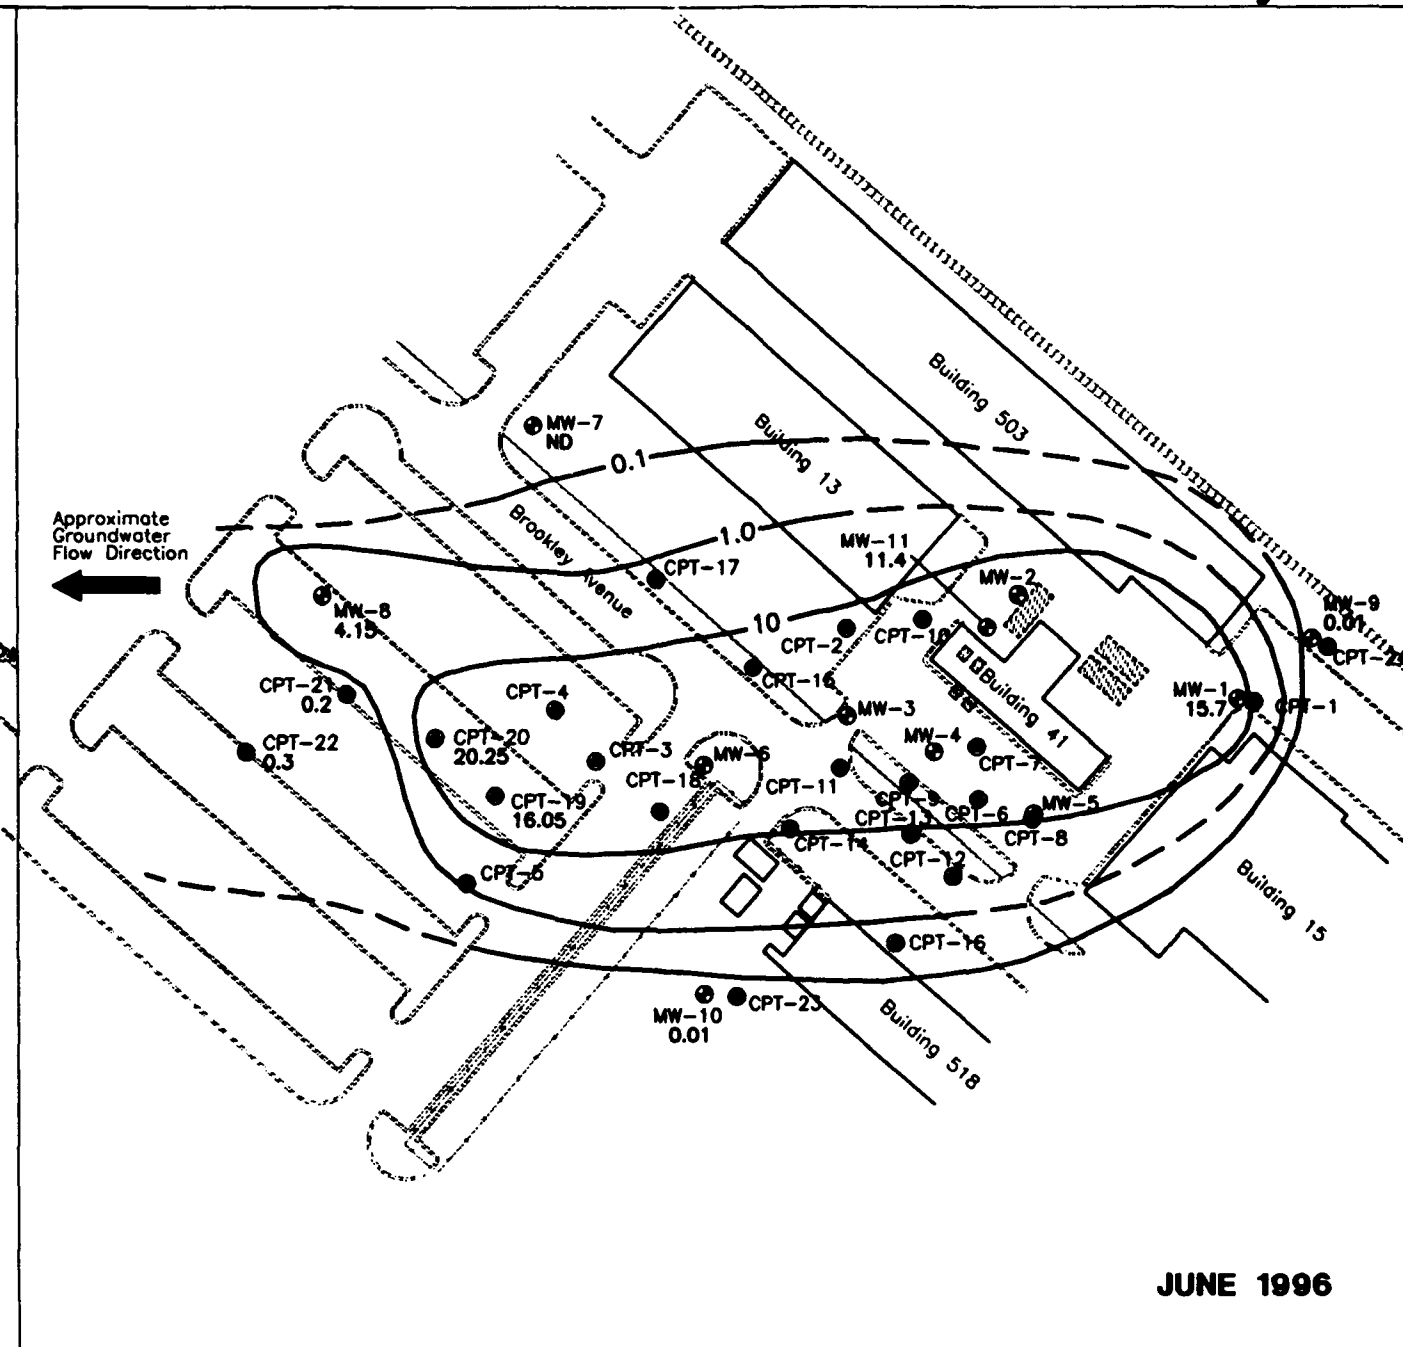 Building 503
Building 13
MW-7
ND
0.1
Brookley Avenue
1.0
Approximate
Groundwater
Flow Direction
MW-11
11.4
CPT-17
MW-2
MW-8
4.15
MW-9
0.01
10
CPT-2
CPT-10
CPT-21
0.2
CPT-4
CPT-16
Building 41
MW-1
15.7
CPT-1
MW-3
CPT-22
0.3
CPT-20
20.25
CPT-3
MW-6
MW-4
CPT-7
CPT-18
CPT-11
CPT-19
16.05
CPT-9
CPT-13
CPT-6
MW-5
CPT-8
CPT-14
CPT-12
CPT-5
CPT-16
Building 15
MW-10
0.01
CPT-23
Building 518
JUNE 1996